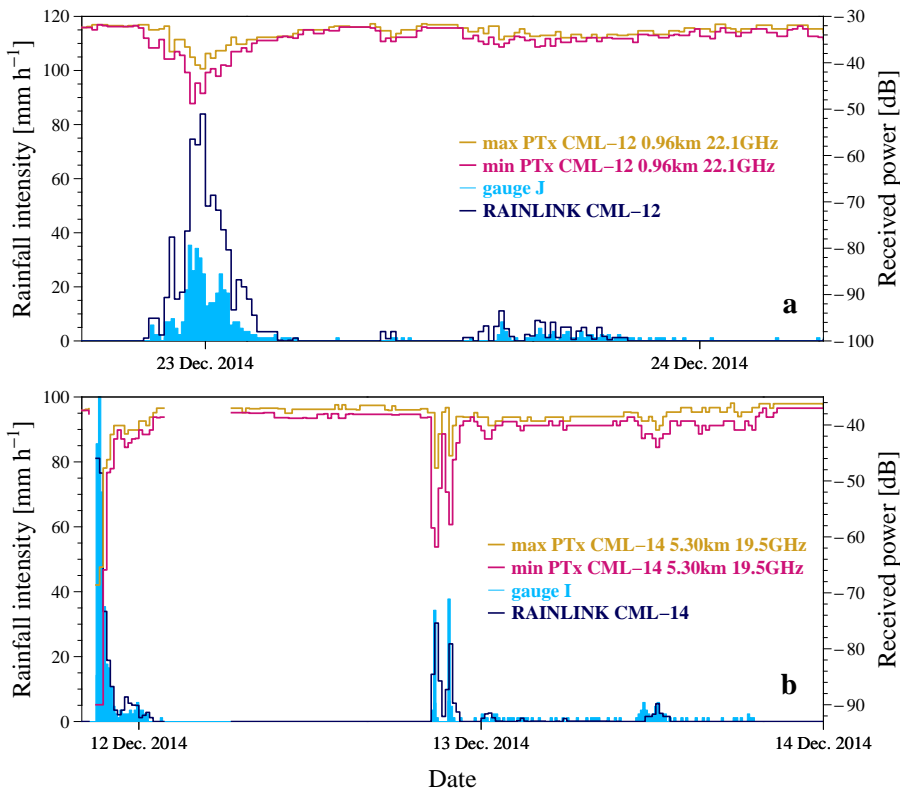 120
100
80
60
40
20
0
Rainfall intensity [mm h⁻¹]
−30
−40
−50
−60
−70
−80
−90
−100
Received power [dB]
max PTx CML−12 0.96km 22.1GHz
min PTx CML−12 0.96km 22.1GHz
gauge J
RAINLINK CML−12
a
23 Dec. 2014
24 Dec. 2014
100
80
60
40
20
0
Rainfall intensity [mm h⁻¹]
−40
−50
−60
−70
−80
−90
Received power [dB]
max PTx CML−14 5.30km 19.5GHz
min PTx CML−14 5.30km 19.5GHz
gauge I
RAINLINK CML−14
b
12 Dec. 2014
13 Dec. 2014
14 Dec. 2014
Date